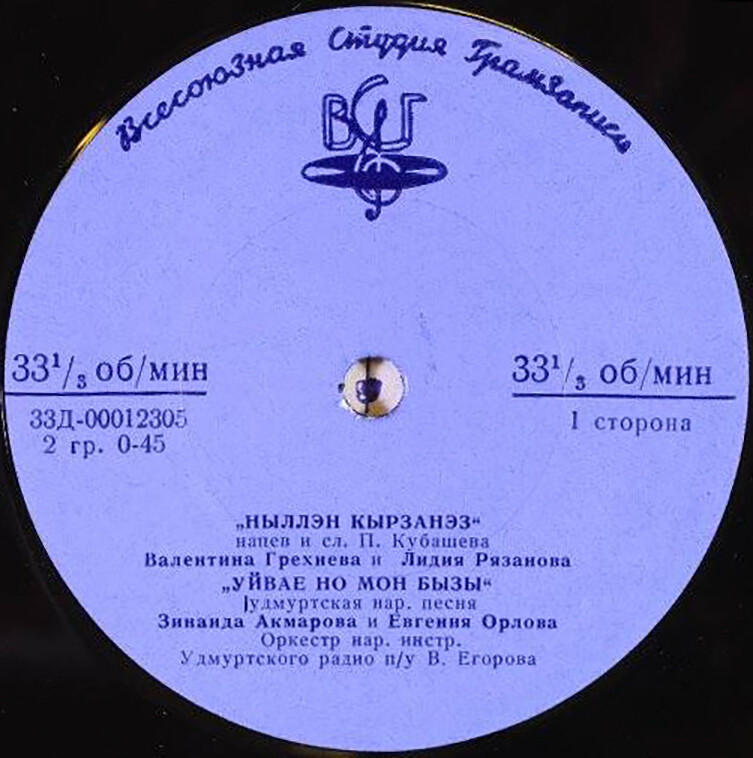 Всесоюзная Студия Грамзаписи
ВСГ
33¹/₃ об/мин
33Д-00012305
2 гр. 0-45
33¹/₃ об/мин
1 сторона
„НЫЛЛЭН КЫРЗАНЭЗ“
напев и сл. П. Кубашева
Валентина Грехнева и Лидия Рязанова
„УЙВАЕ НО МОН БЫЗЫ“
удмуртская нар. песня
Зинаида Акмарова и Евгения Орлова
Оркестр нар. инстр.
Удмуртского радио п/у В. Егорова